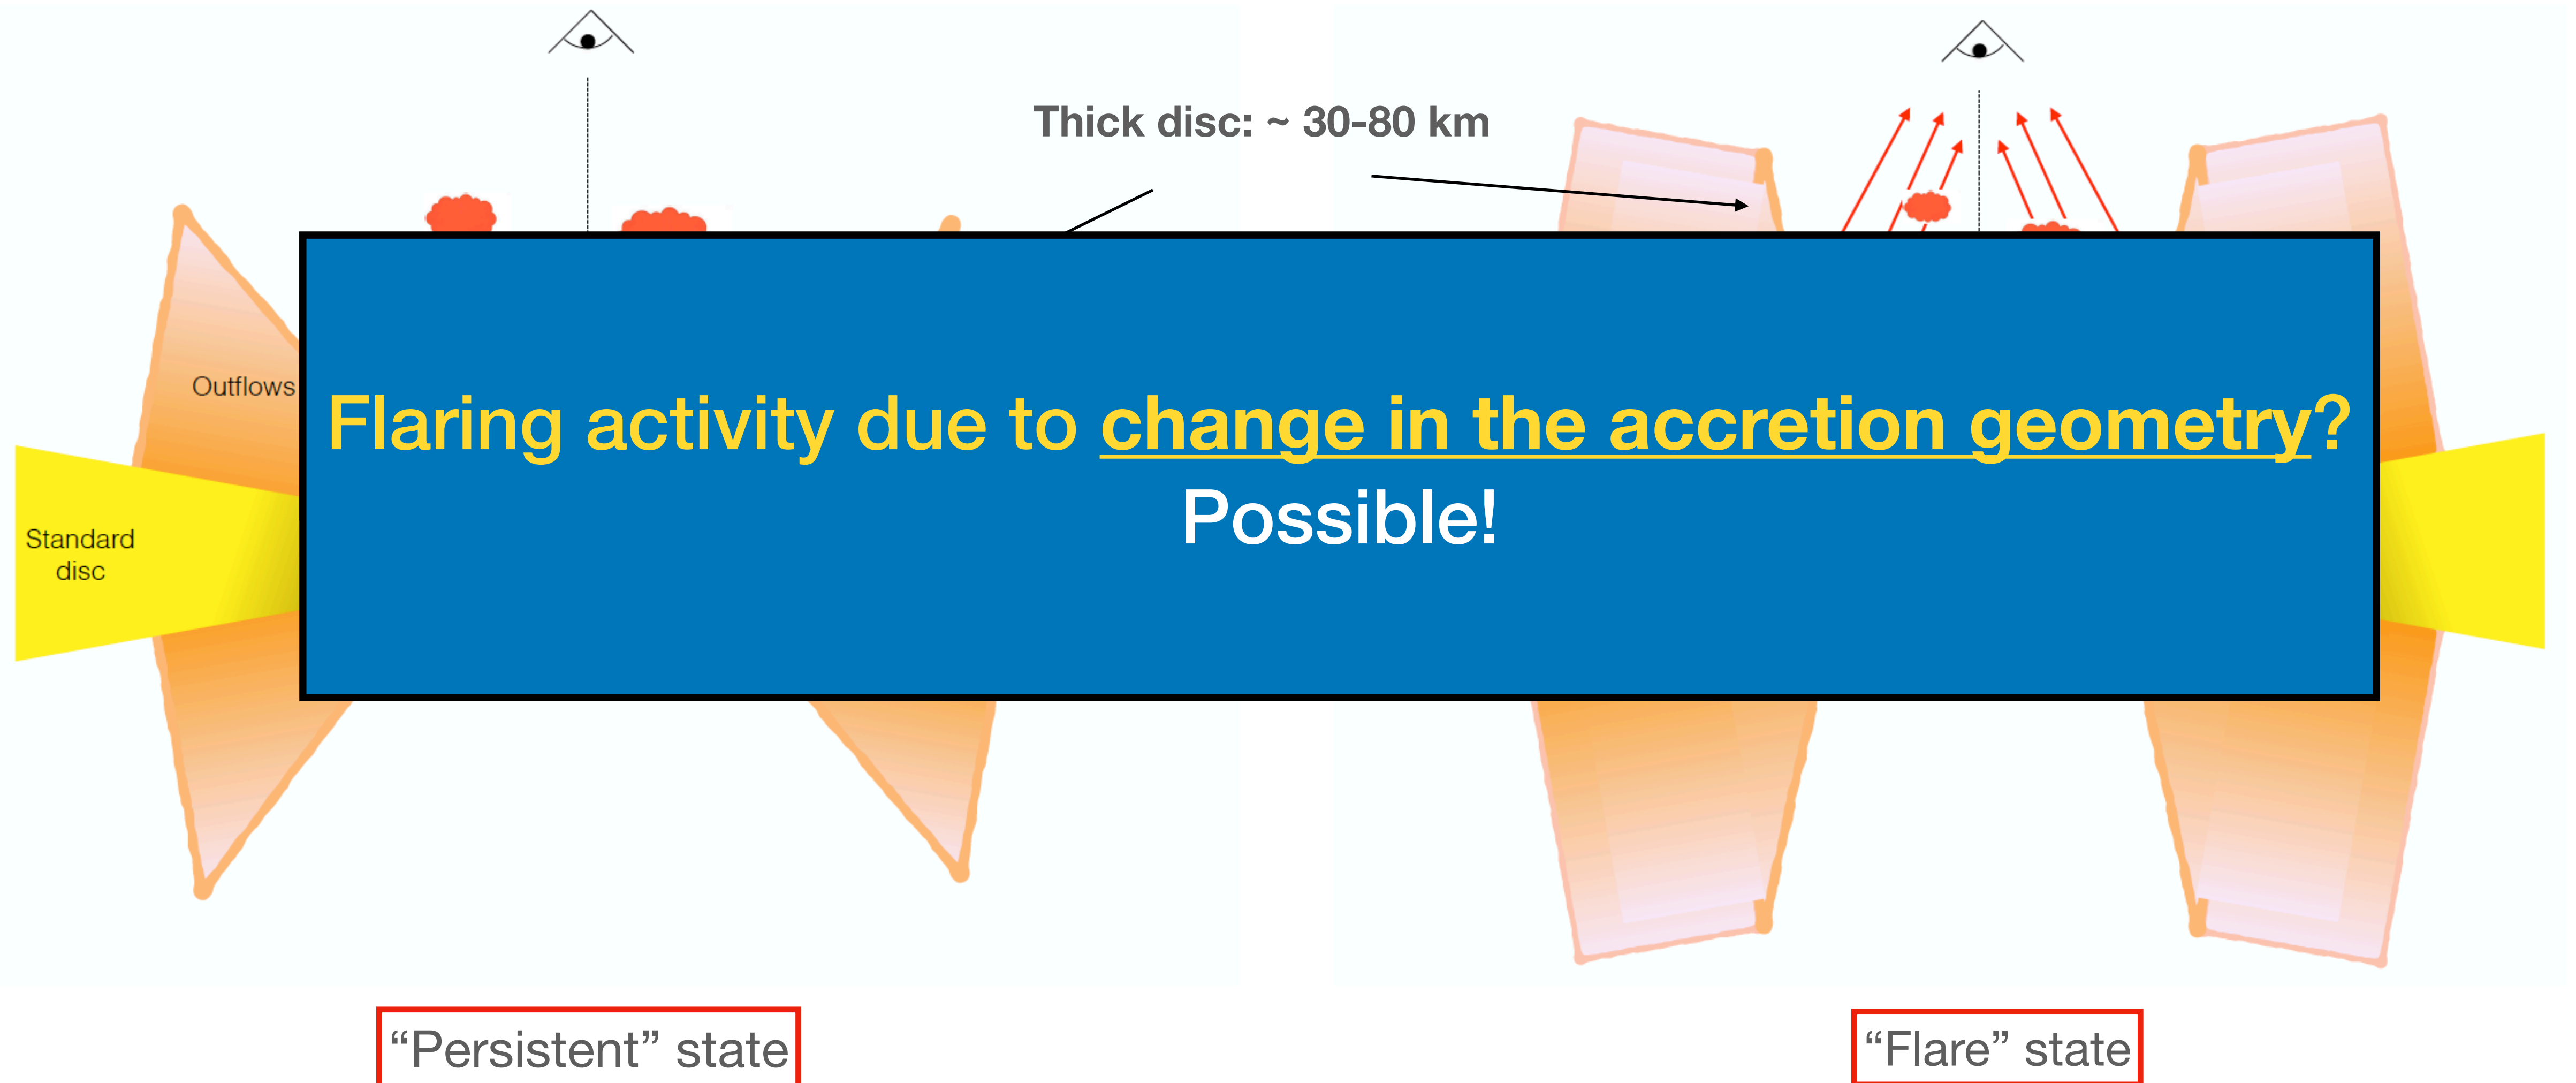 Thick disc: ~ 30-80 km
Outflows
Flaring activity due to change in the accretion geometry?
Possible!
Standard
disc
“Persistent” state
“Flare” state